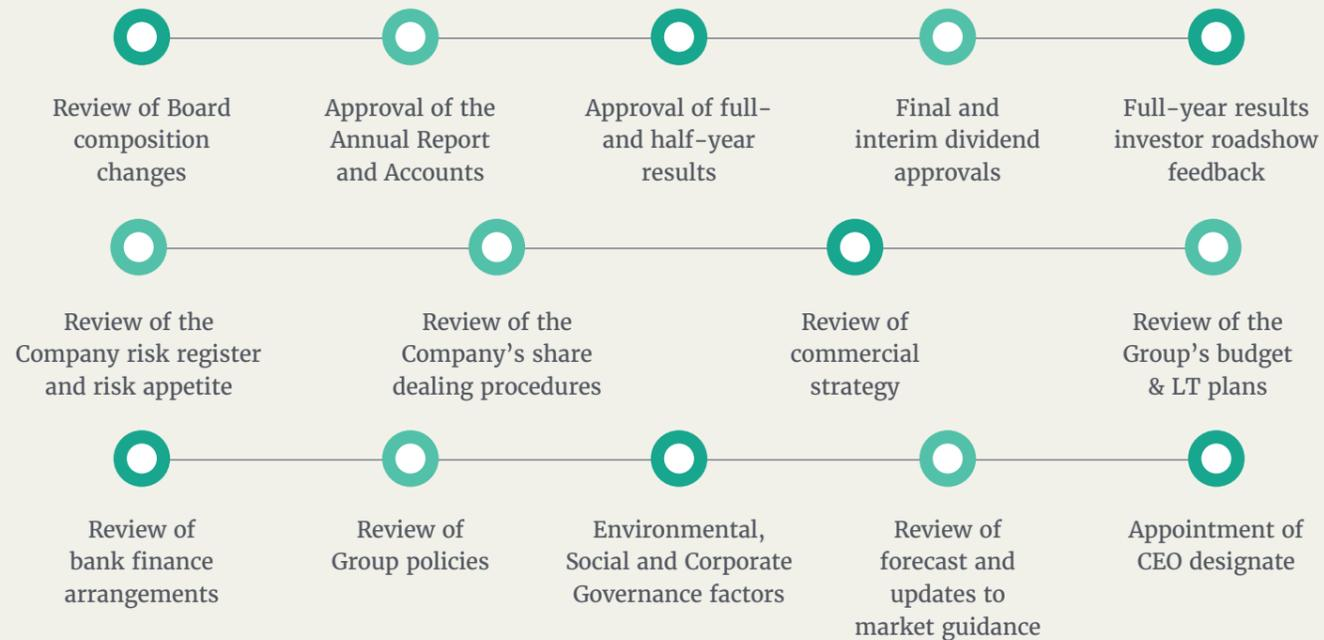 Review of Board
composition
changes
Approval of the
Annual Report
and Accounts
Approval of full-
and half-year
results
Final and
interim dividend
approvals
Full-year results
investor roadshow
feedback
Review of the
Company risk register
and risk appetite
Review of the
Company’s share
dealing procedures
Review of
commercial
strategy
Review of the
Group’s budget
& LT plans
Review of
bank finance
arrangements
Review of
Group policies
Environmental,
Social and Corporate
Governance factors
Review of
forecast and
updates to
market guidance
Appointment of
CEO designate